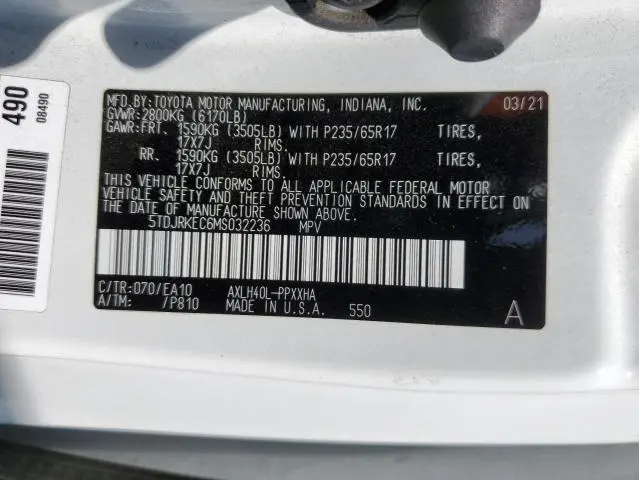 490
08490
MFD.BY:TOYOTA MOTOR MANUFACTURING, INDIANA, INC. 03/21
GVWR:2800KG (6170LB)
GAWR:FRT. 1590KG (3505LB) WITH P235/65R17 TIRES,
17X7J RIMS.
RR. 1590KG (3505LB) WITH P235/65R17 TIRES,
17X7J RIMS.
THIS VEHICLE CONFORMS TO ALL APPLICABLE FEDERAL MOTOR
VEHICLE SAFETY AND THEFT PREVENTION STANDARDS IN EFFECT ON
THE DATE OF MANUFACTURE SHOWN ABOVE.
5TDJRKEC6MS032236 MPV
C/TR:070/EA10 AXLH40L-PPXXHA
A/TM: /P810 MADE IN U.S.A. 550 A